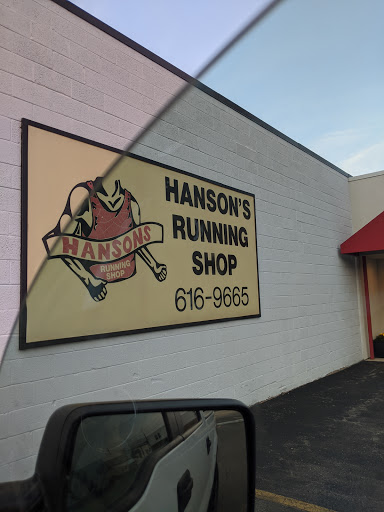 HANSONS
RUNNING
SHOP
HANSON'S
RUNNING
SHOP
616-9665